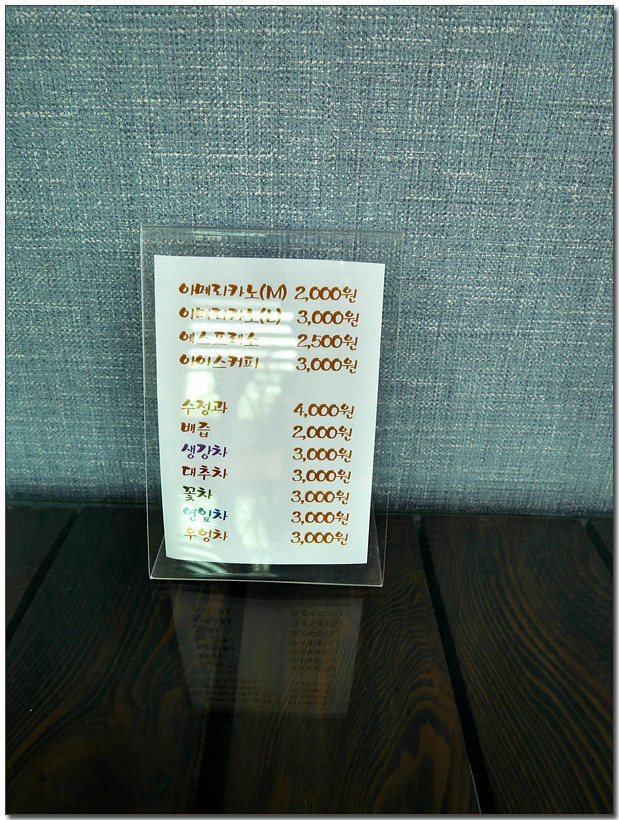 아메리카노(M) 2,000원
아메리카노(L) 3,000원
에스프레소 2,500원
아이스커피 3,000원
수정과 4,000원
배즙 2,000원
생강차 3,000원
대추차 3,000원
꽃차 3,000원
연잎차 3,000원
우엉차 3,000원